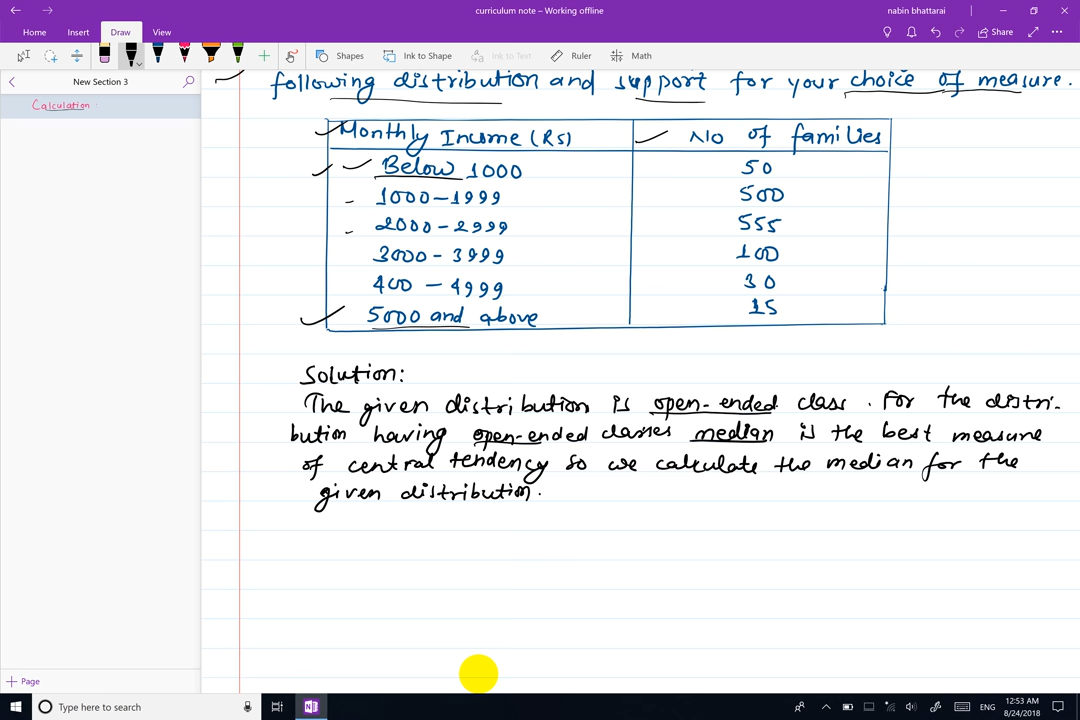 curriculum note – Working offline
nabin bhattarai
Home Insert Draw View
Share
Shapes Ink to Shape Ink to Text Ruler Math
New Section 3
Calculation
following distribution and support for your choice of measure.
Monthly Income (Rs) No of families
Below 1000 50
1000-1999 500
2000-2999 555
3000-3999 100
400-4999 30
5000 and above 15
Solution:
The given distribution is open-ended class. For the distri-
bution having open-ended classes median is the best measure
of central tendency so we calculate the median for the
given distribution.
Page
Type here to search
ENG
12:53 AM
8/24/2018